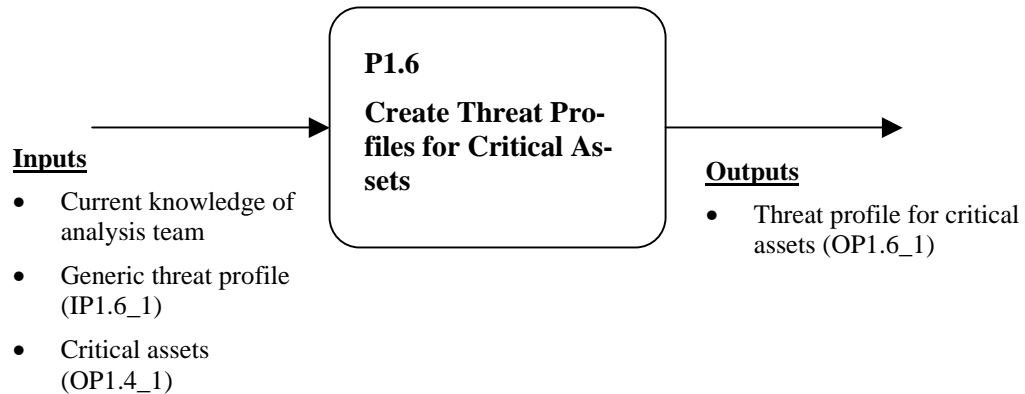 P1.6
Create Threat Pro-
files for Critical As-
sets
Inputs
• Current knowledge of
analysis team
• Generic threat profile
(IP1.6_1)
• Critical assets
(OP1.4_1)
Outputs
• Threat profile for critical
assets (OP1.6_1)